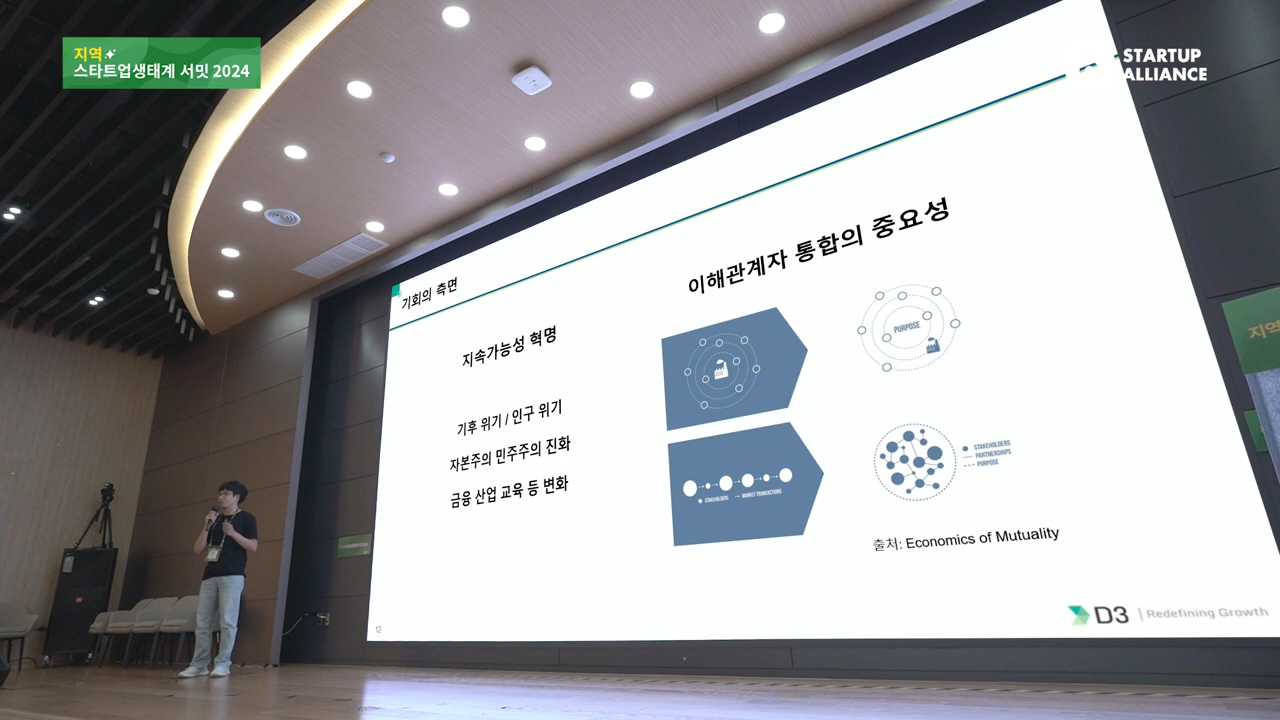 지역
스타트업생태계 서밋 2024
STARTUP
ALLIANCE
기회의 측면
이해관계자 통합의 중요성
지속가능성 혁명
기후 위기 / 인구 위기
자본주의 민주주의 진화
금융 산업 교육 등 변화
PURPOSE
STAKEHOLDERS
PARTNERSHIPS
PURPOSE
STAKEHOLDERS → MARKET TRANSACTIONS
출처: Economics of Mutuality
D3 | Redefining Growth
12
지역